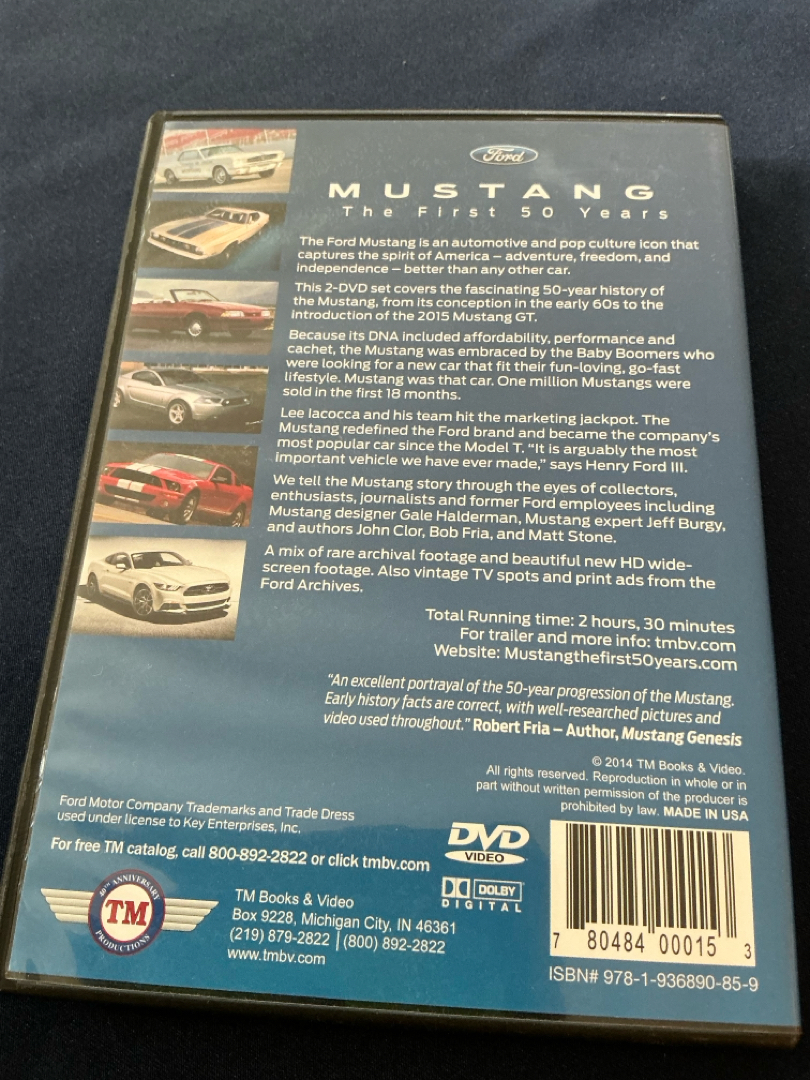 Ford
MUSTANG
The First 50 Years
The Ford Mustang is an automotive and pop culture icon that
captures the spirit of America – adventure, freedom, and
independence – better than any other car.
This 2-DVD set covers the fascinating 50-year history of
the Mustang, from its conception in the early 60s to the
introduction of the 2015 Mustang GT.
Because its DNA included affordability, performance and
cachet, the Mustang was embraced by the Baby Boomers who
were looking for a new car that fit their fun-loving, go-fast
lifestyle. Mustang was that car. One million Mustangs were
sold in the first 18 months.
Lee Iacocca and his team hit the marketing jackpot. The
Mustang redefined the Ford brand and became the company's
most popular car since the Model T. "It is arguably the most
important vehicle we have ever made," says Henry Ford III.
We tell the Mustang story through the eyes of collectors,
enthusiasts, journalists and former Ford employees including
Mustang designer Gale Halderman, Mustang expert Jeff Burgy,
and authors John Clor, Bob Fria, and Matt Stone.
A mix of rare archival footage and beautiful new HD wide-
screen footage. Also vintage TV spots and print ads from the
Ford Archives.
Total Running time: 2 hours, 30 minutes
For trailer and more info: tmbv.com
Website: Mustangthefirst50years.com
"An excellent portrayal of the 50-year progression of the Mustang.
Early history facts are correct, with well-researched pictures and
video used throughout." Robert Fria – Author, Mustang Genesis
© 2014 TM Books & Video.
All rights reserved. Reproduction in whole or in
part without written permission of the producer is
prohibited by law. MADE IN USA
Ford Motor Company Trademarks and Trade Dress
used under license to Key Enterprises, Inc.
For free TM catalog, call 800-892-2822 or click tmbv.com
DVD
VIDEO
DOLBY
DIGITAL
40TH ANNIVERSARY
TM
PRODUCTIONS
TM Books & Video
Box 9228, Michigan City, IN 46361
(219) 879-2822 | (800) 892-2822
www.tmbv.com
7 80484 00015 3
ISBN# 978-1-936890-85-9